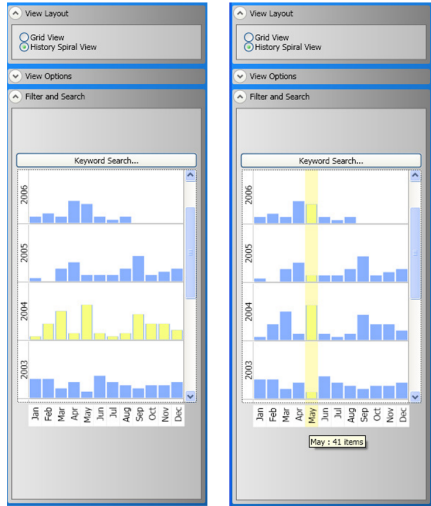 View Layout
Grid View
History Spiral View
View Options
Filter and Search
Keyword Search...
2006
2005
2004
2003
Jan Feb Mar Apr May Jun Jul Aug Sep Oct Nov Dec
View Layout
Grid View
History Spiral View
View Options
Filter and Search
Keyword Search...
2006
2005
2004
2003
Jan Feb Mar Apr May Jun Jul Aug Sep Oct Nov Dec
May : 41 items